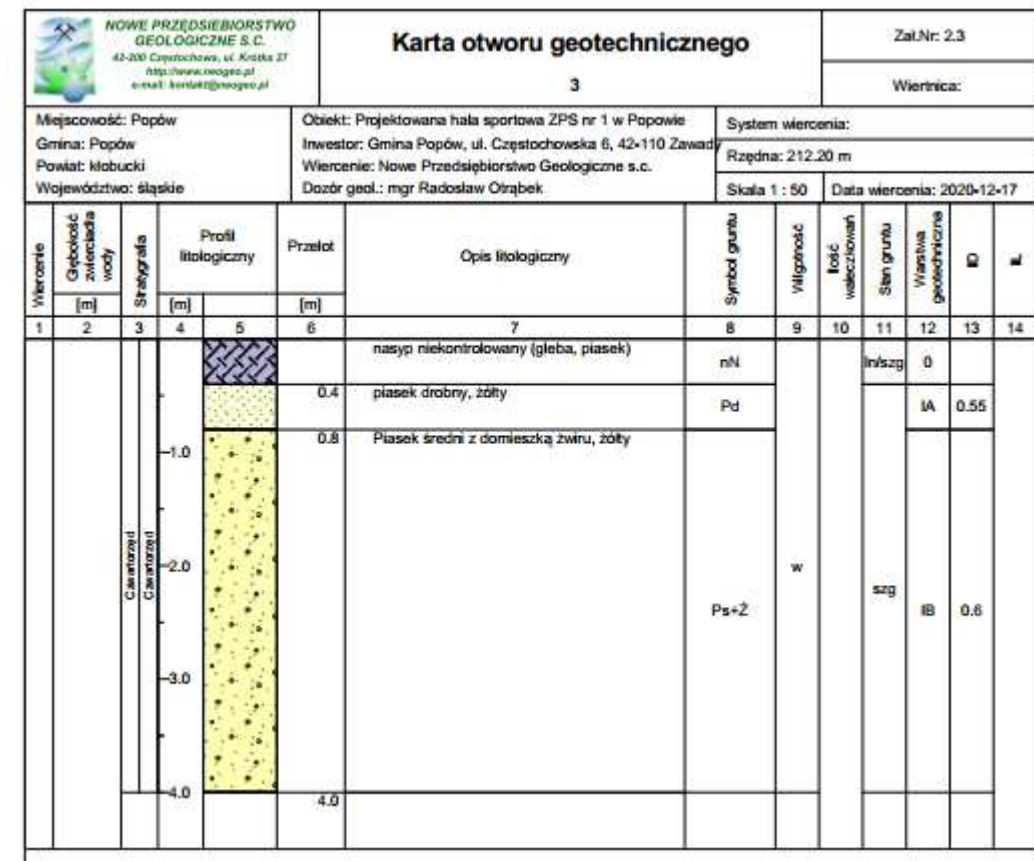 NOWE PRZĘDSIEBIORSTWO
GEOLOGICZNE S.C.
42-200 Częstochowa, ul. Krótka 27
http://www.neogeo.pl
e-mail: kontakt@neogeo.pl
Karta otworu geotechnicznego
3
Zał.Nr: 2.3
Wiertnica:
Miejscowość: Popów
Gmina: Popów
Powiat: kłobucki
Województwo: śląskie
Obiekt: Projektowana hala sportowa ZPS nr 1 w Popowie
Inwestor: Gmina Popów, ul. Częstochowska 6, 42-110 Zawady
Wiercenie: Nowe Przedsiębiorstwo Geologiczne s.c.
Dozór geol.: mgr Radosław Otrąbek
System wiercenia:
Rzędna: 212.20 m
Skala 1 : 50
Data wiercenia: 2020-12-17
Wiercenie
Głębokość zwierciadła wody
[m]
Stratygrafia
Profil litologiczny
[m]
Przelot
[m]
Opis litologiczny
Symbol gruntu
Wilgotność
Ilość wałeczkowań
Stan gruntu
Warstwa geotechniczna
ID
IL
1 2 3 4 5 6 7 8 9 10 11 12 13 14
nasyp niekontrolowany (gleba, piasek) nN ln/szg 0
0.4 piasek drobny, żółty Pd IA 0.55
0.8 Piasek średni z domieszką żwiru, żółty
1.0
Czwartorzęd
Czwartorzęd
2.0
w
szg
Ps+Ż IB 0.6
3.0
4.0 4.0